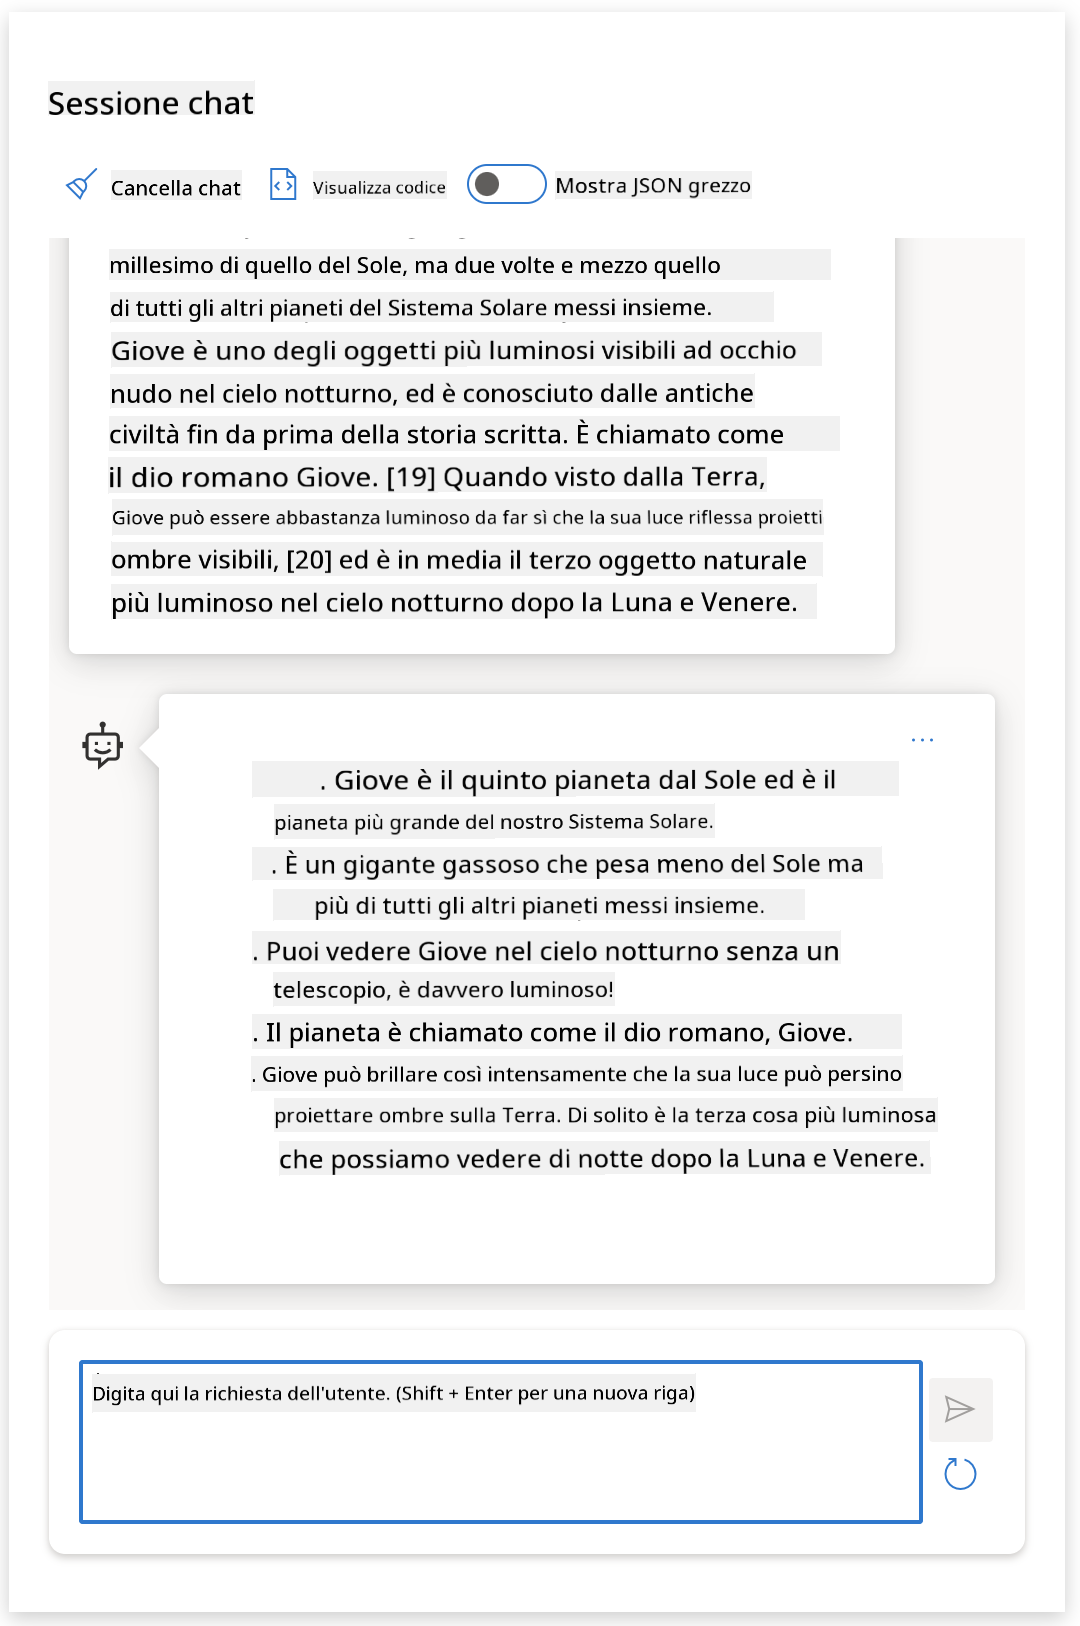 Sessione chat
Cancella chat
Visualizza codice
Mostra JSON grezzo
millesimo di quello del Sole, ma due volte e mezzo quello
di tutti gli altri pianeti del Sistema Solare messi insieme.
Giove è uno degli oggetti più luminosi visibili ad occhio
nudo nel cielo notturno, ed è conosciuto dalle antiche
civiltà fin da prima della storia scritta. È chiamato come
il dio romano Giove. [19] Quando visto dalla Terra,
Giove può essere abbastanza luminoso da far sì che la sua luce riflessa proietti
ombre visibili, [20] ed è in media il terzo oggetto naturale
più luminoso nel cielo notturno dopo la Luna e Venere.
. Giove è il quinto pianeta dal Sole ed è il
pianeta più grande del nostro Sistema Solare.
. È un gigante gassoso che pesa meno del Sole ma
più di tutti gli altri pianeti messi insieme.
. Puoi vedere Giove nel cielo notturno senza un
telescopio, è davvero luminoso!
. Il pianeta è chiamato come il dio romano, Giove.
. Giove può brillare così intensamente che la sua luce può persino
proiettare ombre sulla Terra. Di solito è la terza cosa più luminosa
che possiamo vedere di notte dopo la Luna e Venere.
Digita qui la richiesta dell'utente. (Shift + Enter per una nuova riga)